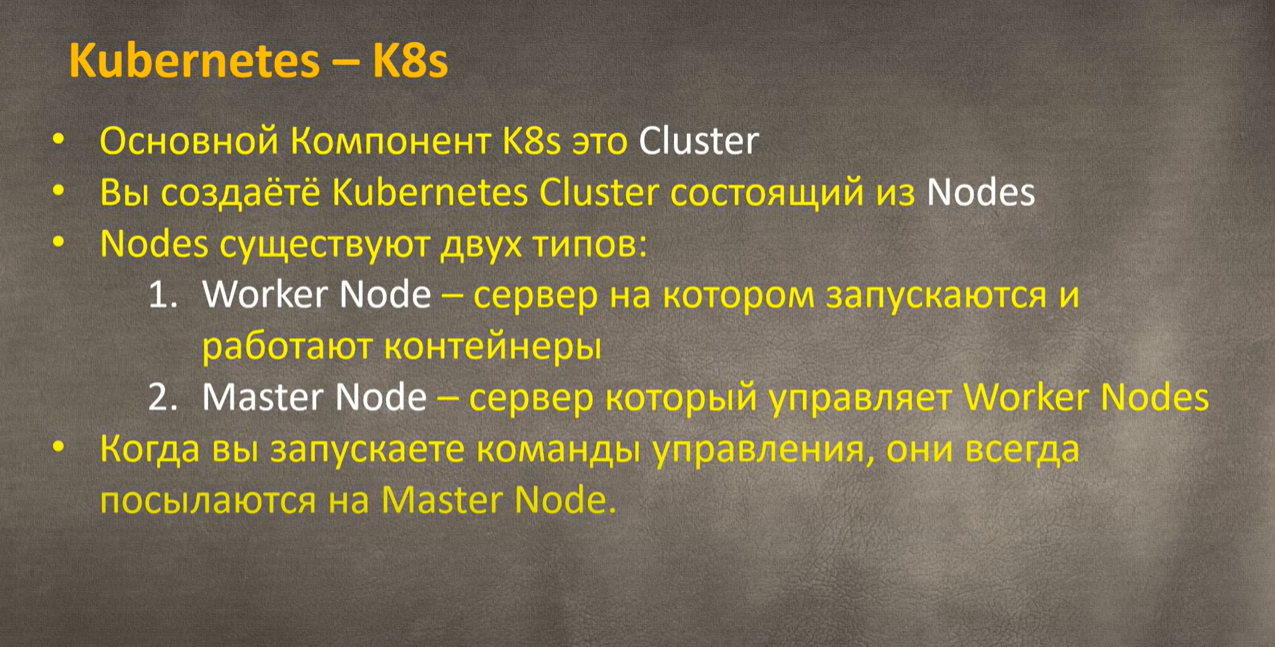 Kubernetes – K8s
• Основной Компонент K8s это Cluster
• Вы создаётё Kubernetes Cluster состоящий из Nodes
• Nodes существуют двух типов:
1. Worker Node – сервер на котором запускаются и
работают контейнеры
2. Master Node – сервер который управляет Worker Nodes
• Когда вы запускаете команды управления, они всегда
посылаются на Master Node.